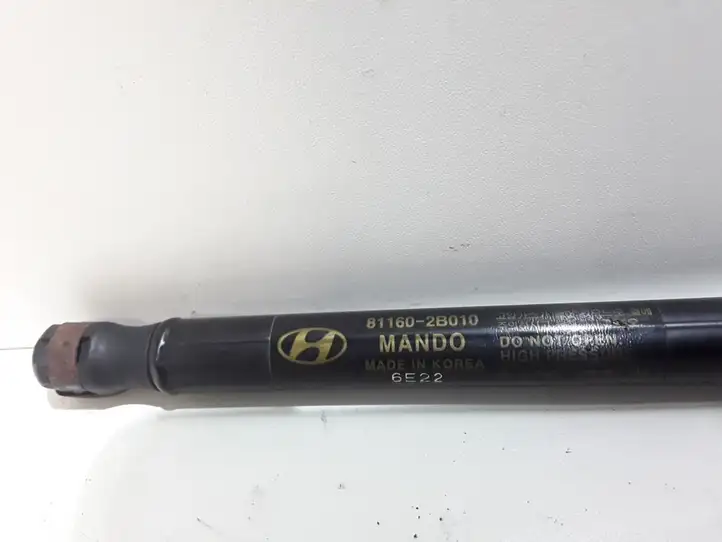 81160-2B010
MANDO
MADE IN KOREA
6E22
DO NOT OPEN
HIGH PRESSURE